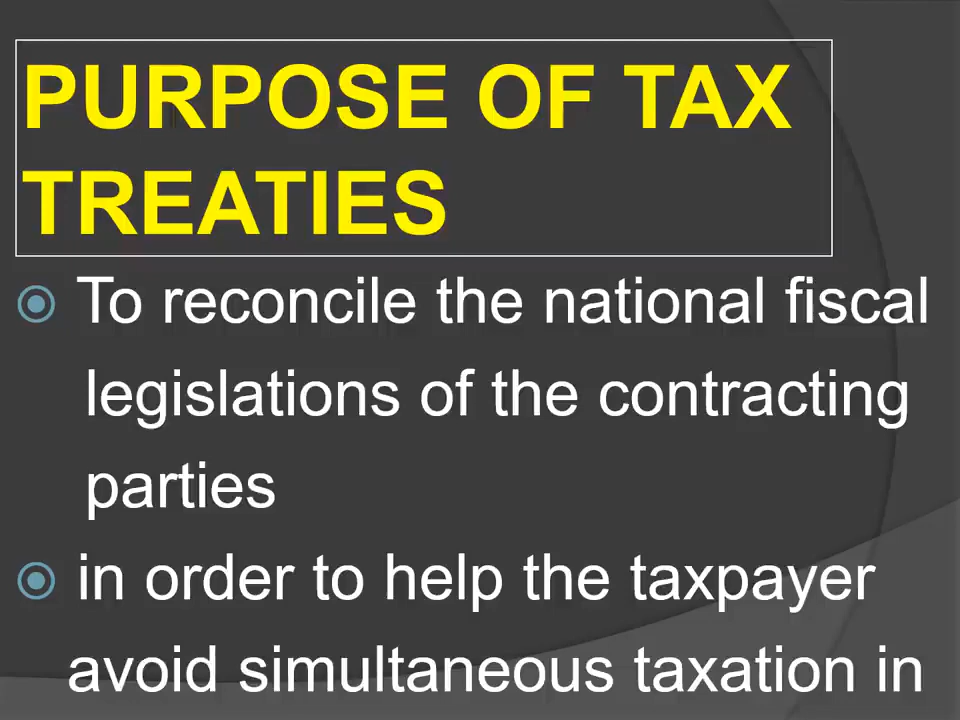 PURPOSE OF TAX
TREATIES
To reconcile the national fiscal
legislations of the contracting
parties
in order to help the taxpayer
avoid simultaneous taxation in